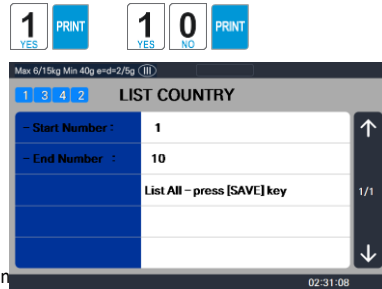 1 YES PRINT 1 YES 0 NO PRINT
Max 6/15kg Min 40g e=d=2/5g III
1 3 4 2 LIST COUNTRY
- Start Number : 1
- End Number : 10
List All - press [SAVE] key
1/1
n
02:31:08